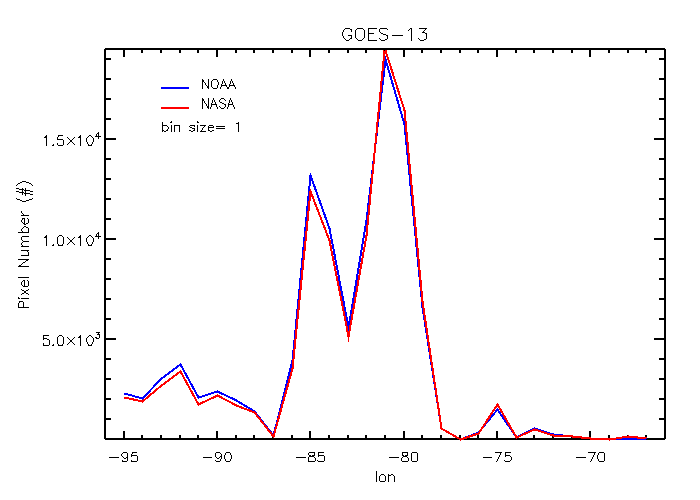 GOES-13
NOAA
NASA
bin size= 1
1.5×10⁴
1.0×10⁴
5.0×10³
Pixel Number (#)
-95 -90 -85 -80 -75 -70
lon